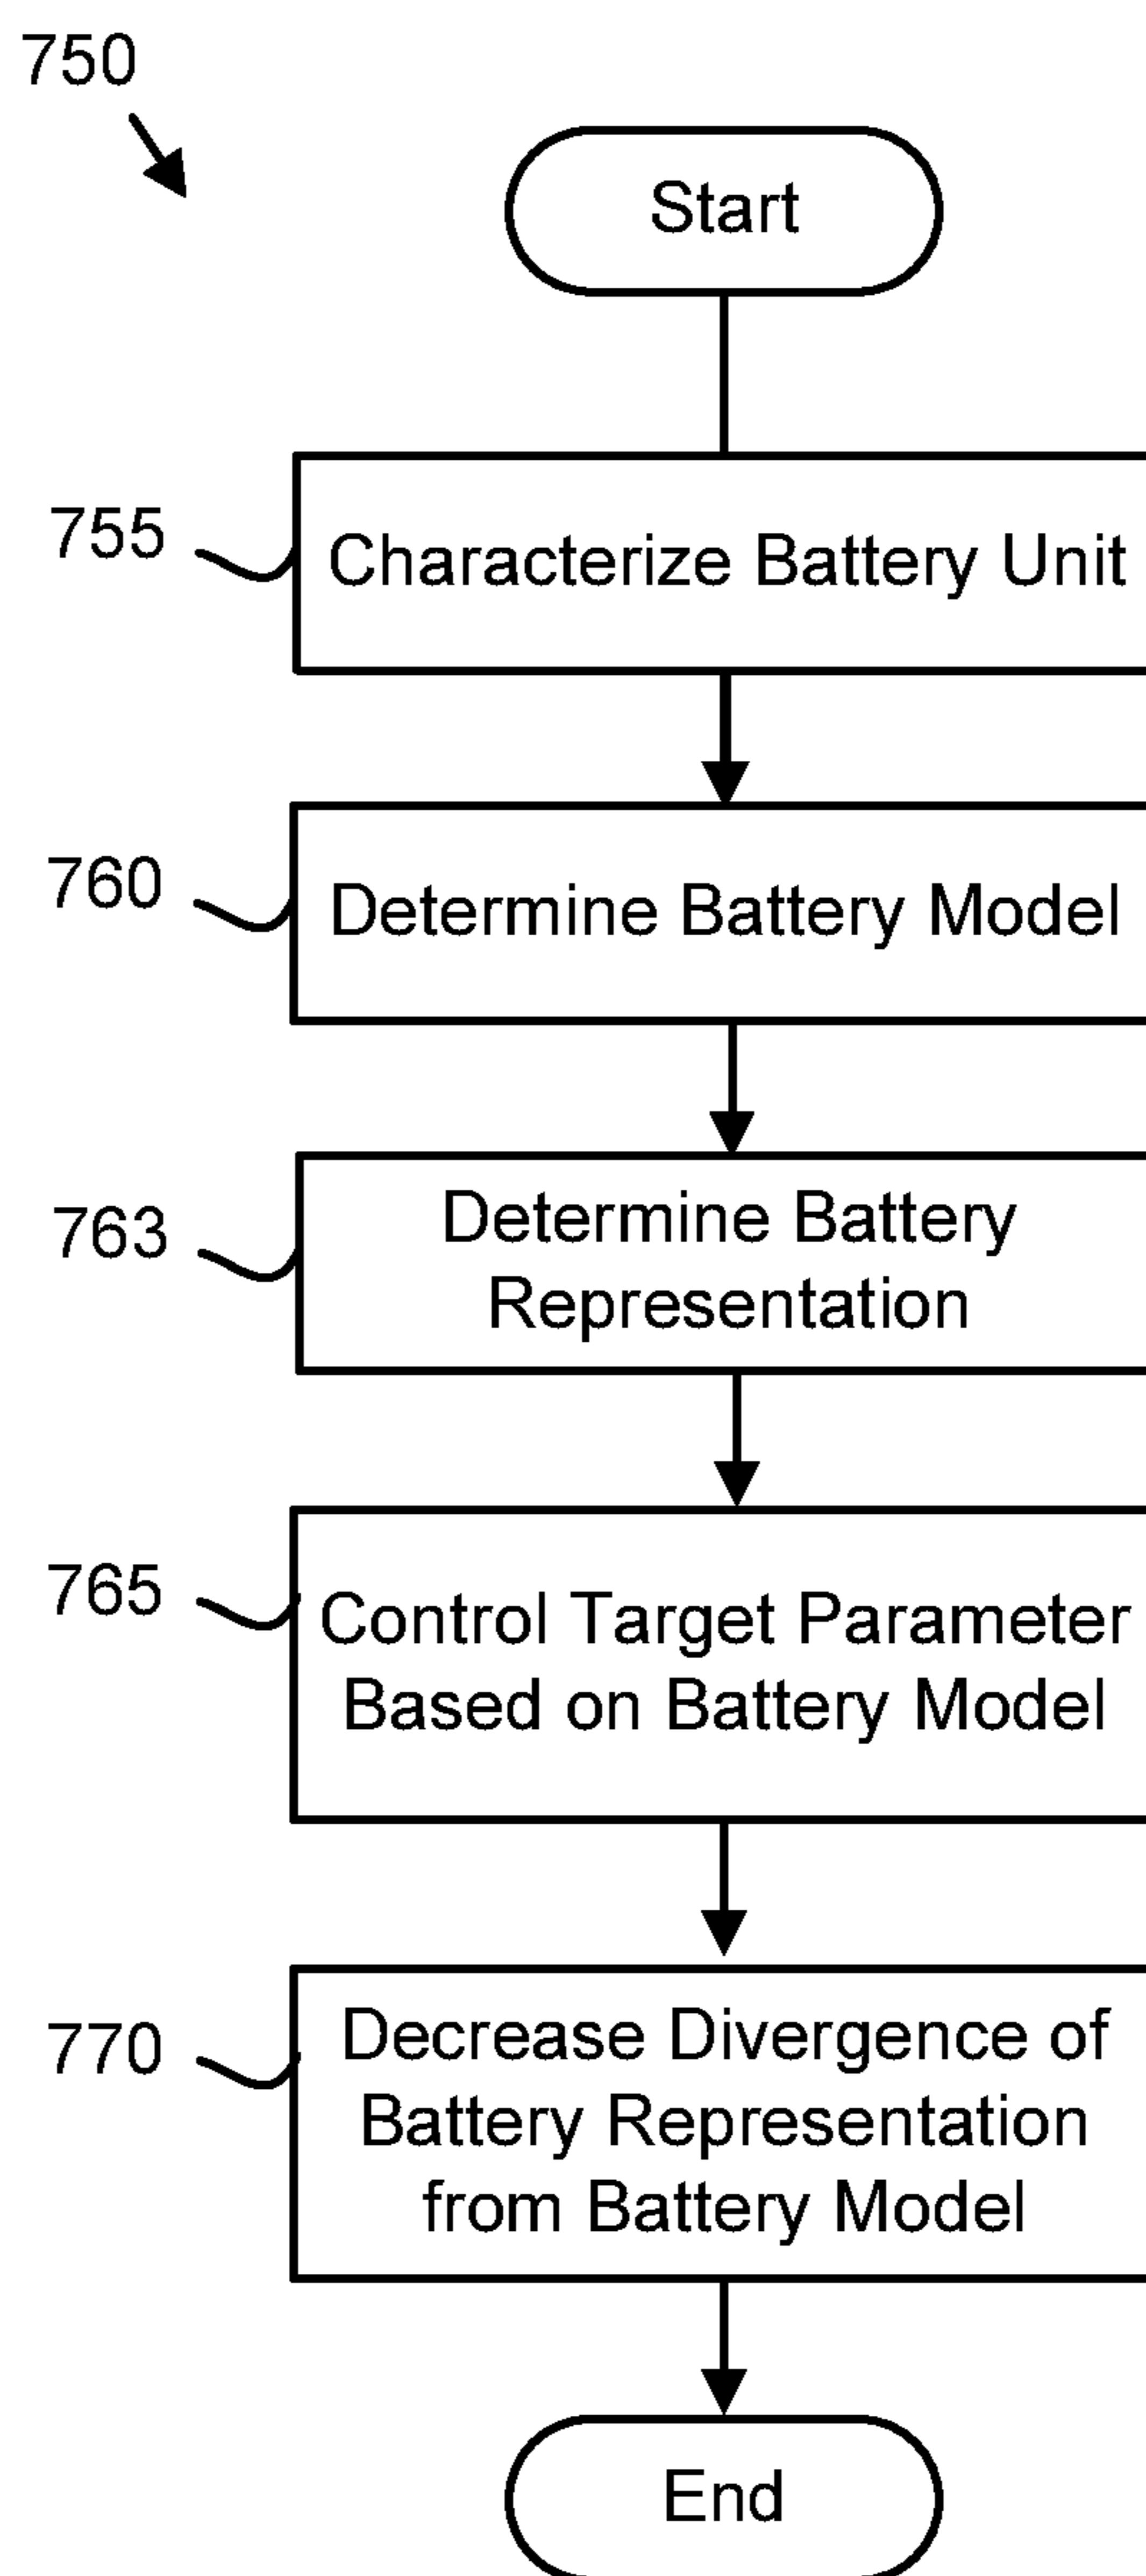 750
Start
755
Characterize Battery Unit
760
Determine Battery Model
763
Determine Battery
Representation
765
Control Target Parameter
Based on Battery Model
770
Decrease Divergence of
Battery Representation
from Battery Model
End